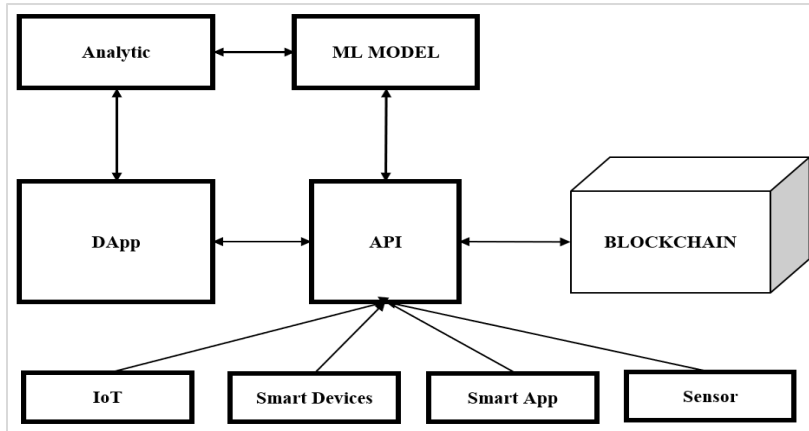 Analytic
ML MODEL
DApp
API
BLOCKCHAIN
IoT
Smart Devices
Smart App
Sensor